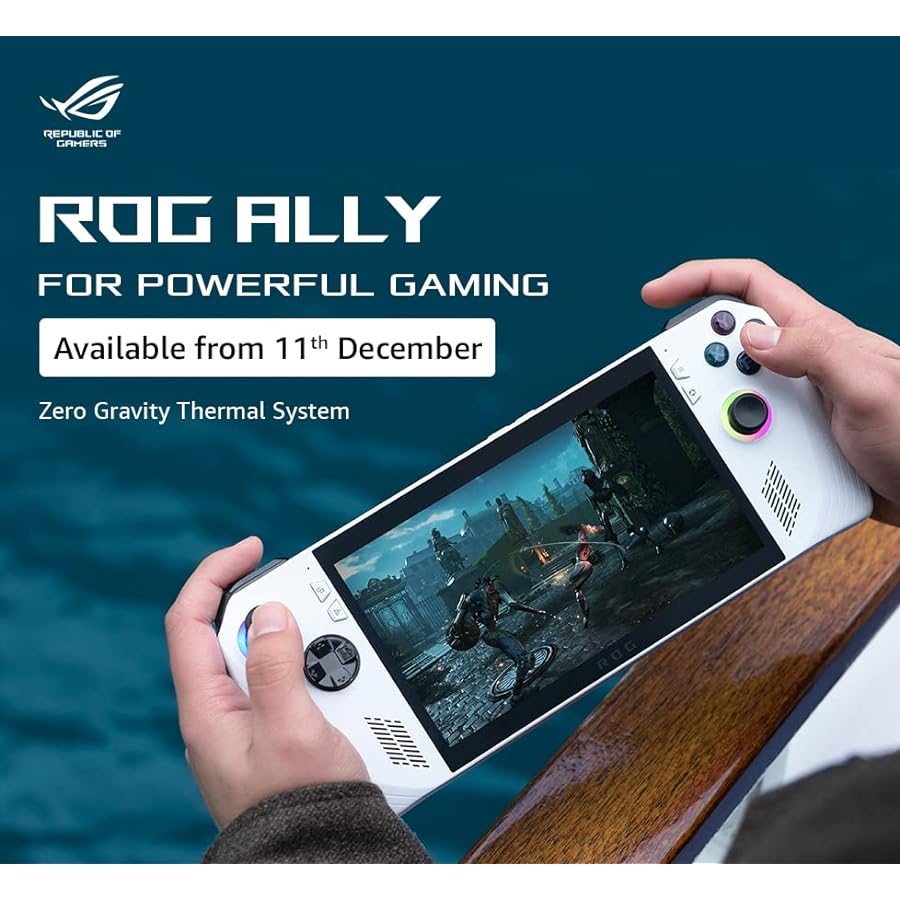 REPUBLIC OF
GAMERS
ROG ALLY
FOR POWERFUL GAMING
Available from 11th December
Zero Gravity Thermal System
ROG